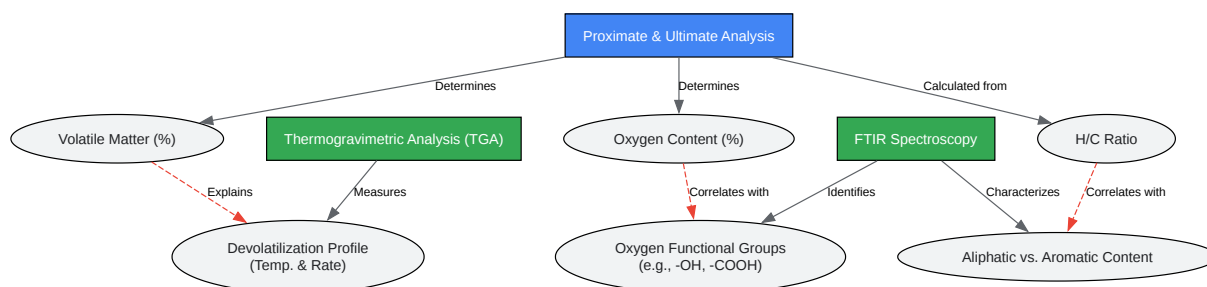 Proximate & Ultimate Analysis
Determines
Determines
Calculated from
Volatile Matter (%)
Thermogravimetric Analysis (TGA)
Oxygen Content (%)
FTIR Spectroscopy
H/C Ratio
Explains
Measures
Correlates with
Identifies
Characterizes
Correlates with
Devolatilization Profile
(Temp. & Rate)
Oxygen Functional Groups
(e.g., -OH, -COOH)
Aliphatic vs. Aromatic Content